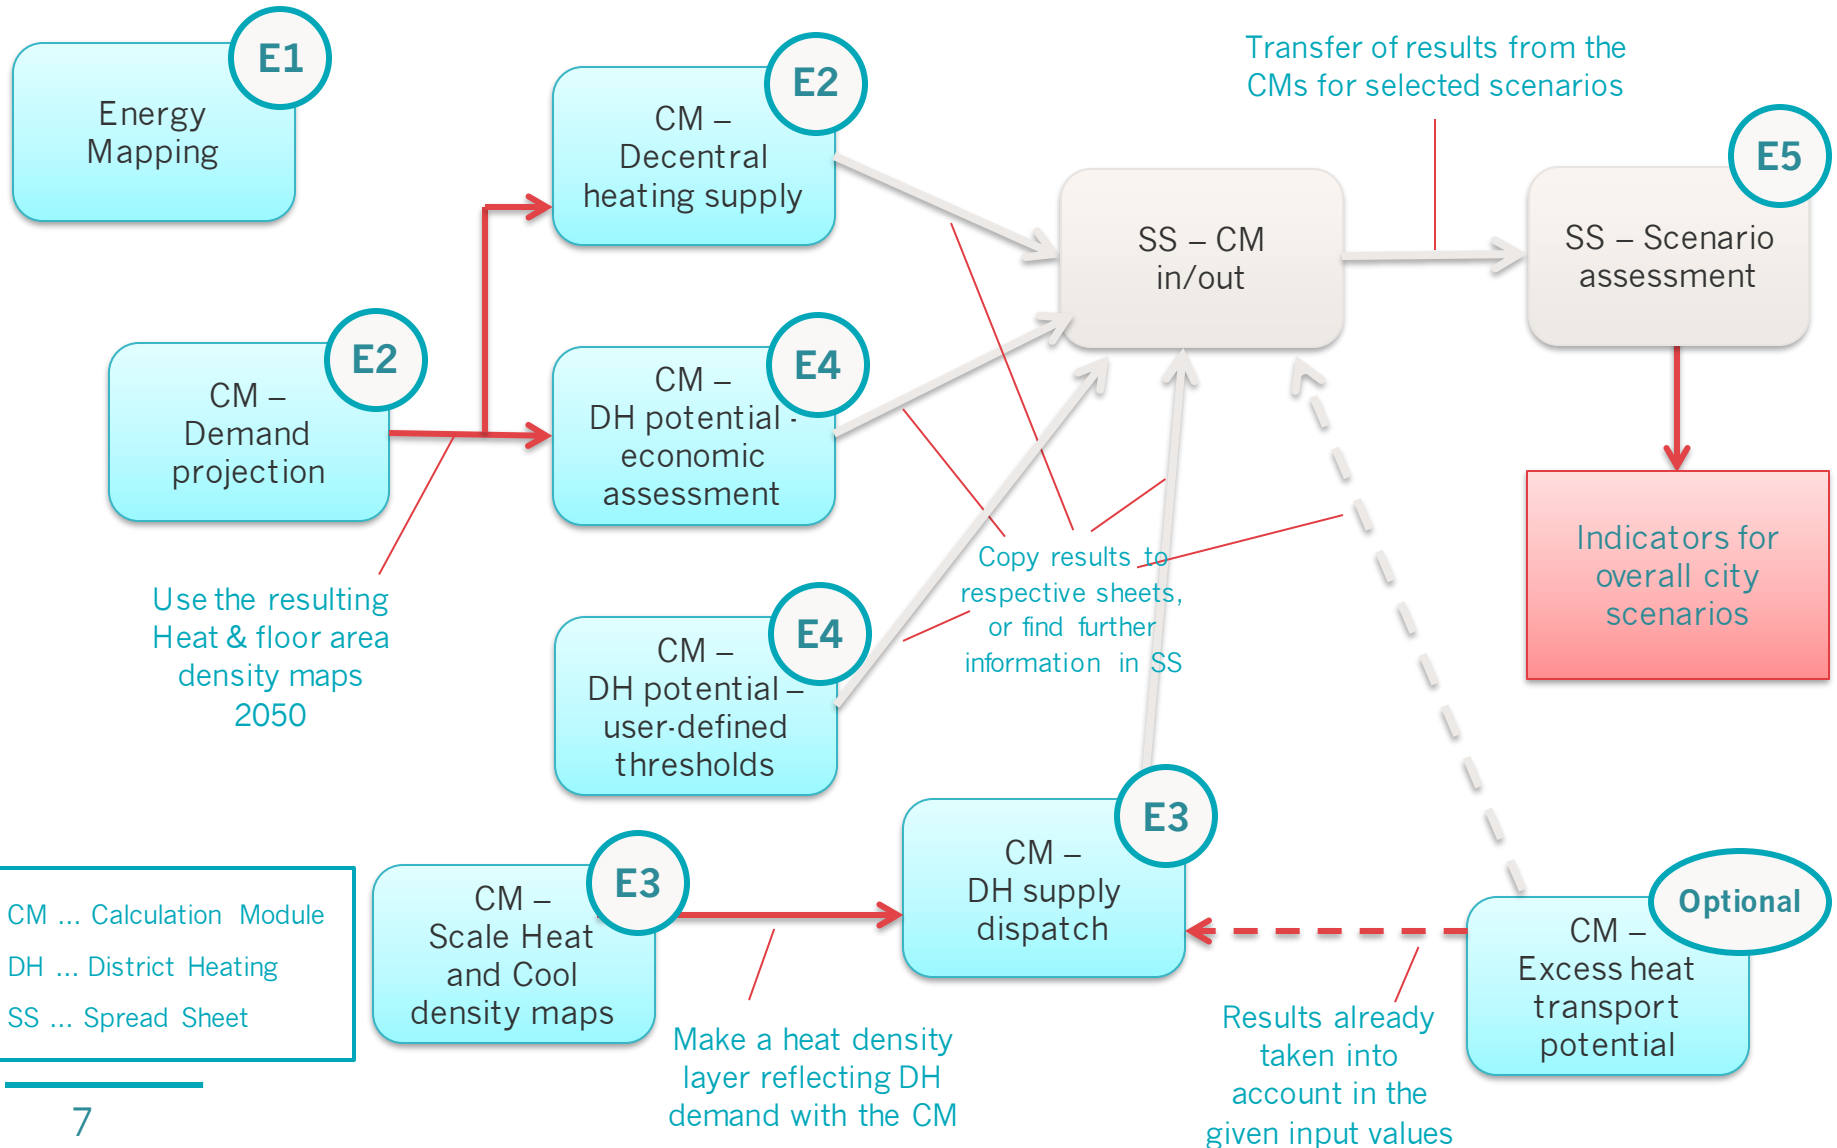 E1
Energy
Mapping
E2
CM –
Decentral
heating supply
Transfer of results from the
CMs for selected scenarios
SS – CM
in/out
E5
SS – Scenario
assessment
E2
CM –
Demand
projection
E4
CM –
DH potential -
economic
assessment
Use the resulting
Heat & floor area
density maps
2050
Copy results to
respective sheets,
or find further
information in SS
Indicators for
overall city
scenarios
E4
CM –
DH potential –
user-defined
thresholds
E3
CM –
Scale Heat
and Cool
density maps
E3
CM –
DH supply
dispatch
Optional
CM –
Excess heat
transport
potential
CM ... Calculation Module
DH ... District Heating
SS ... Spread Sheet
Make a heat density
layer reflecting DH
demand with the CM
Results already
taken into
account in the
given input values
7